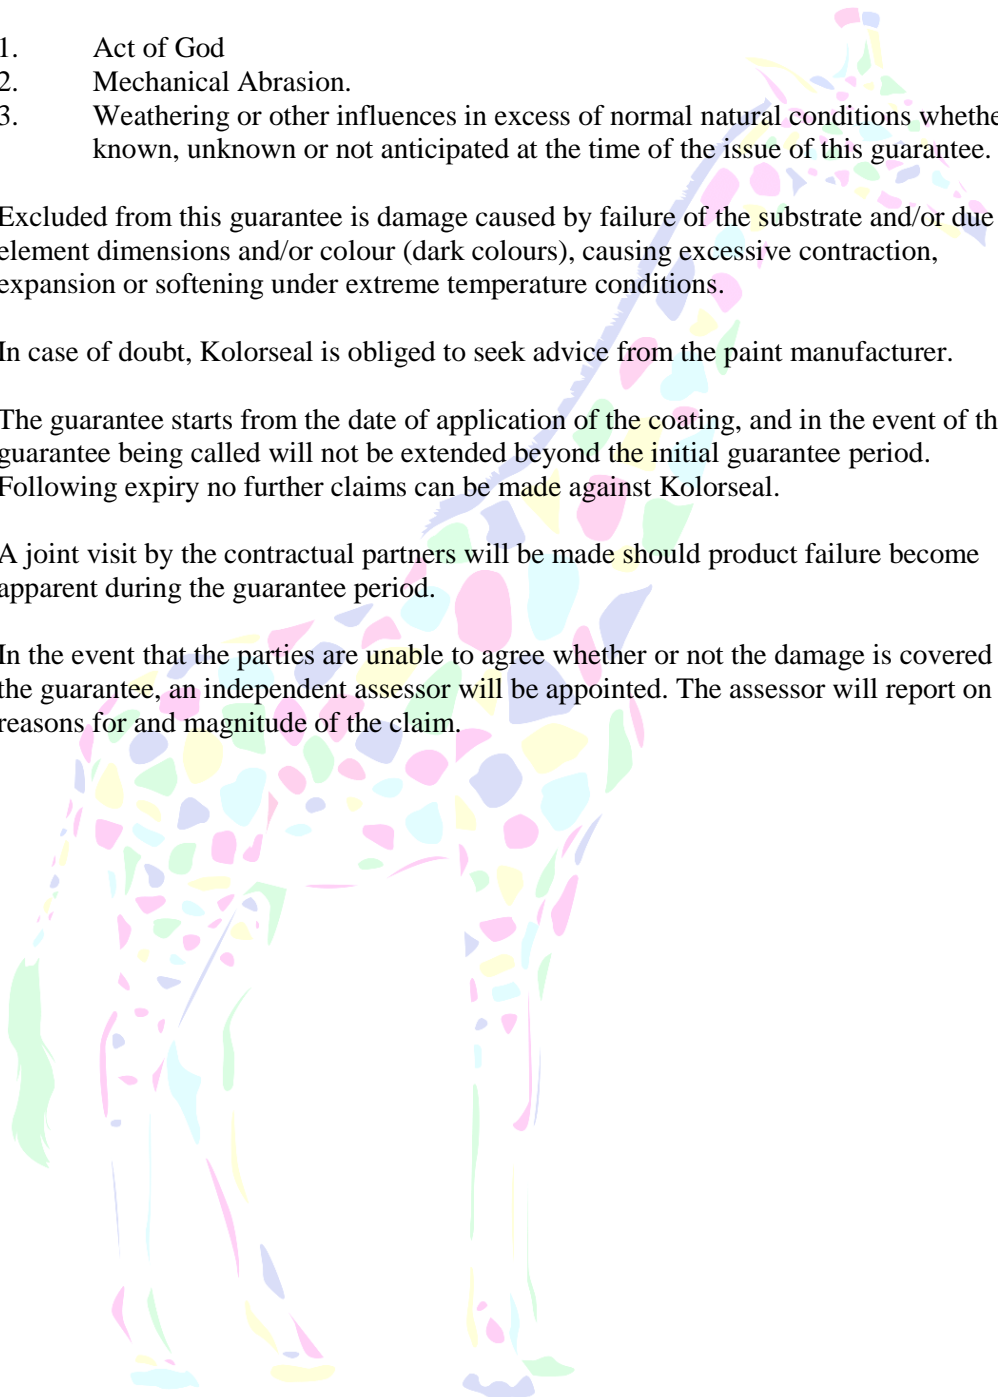 1. Act of God
2. Mechanical Abrasion.
3. Weathering or other influences in excess of normal natural conditions whethe
known, unknown or not anticipated at the time of the issue of this guarantee.
Excluded from this guarantee is damage caused by failure of the substrate and/or due
element dimensions and/or colour (dark colours), causing excessive contraction,
expansion or softening under extreme temperature conditions.
In case of doubt, Kolorseal is obliged to seek advice from the paint manufacturer.
The guarantee starts from the date of application of the coating, and in the event of th
guarantee being called will not be extended beyond the initial guarantee period.
Following expiry no further claims can be made against Kolorseal.
A joint visit by the contractual partners will be made should product failure become
apparent during the guarantee period.
In the event that the parties are unable to agree whether or not the damage is covered
the guarantee, an independent assessor will be appointed. The assessor will report on
reasons for and magnitude of the claim.